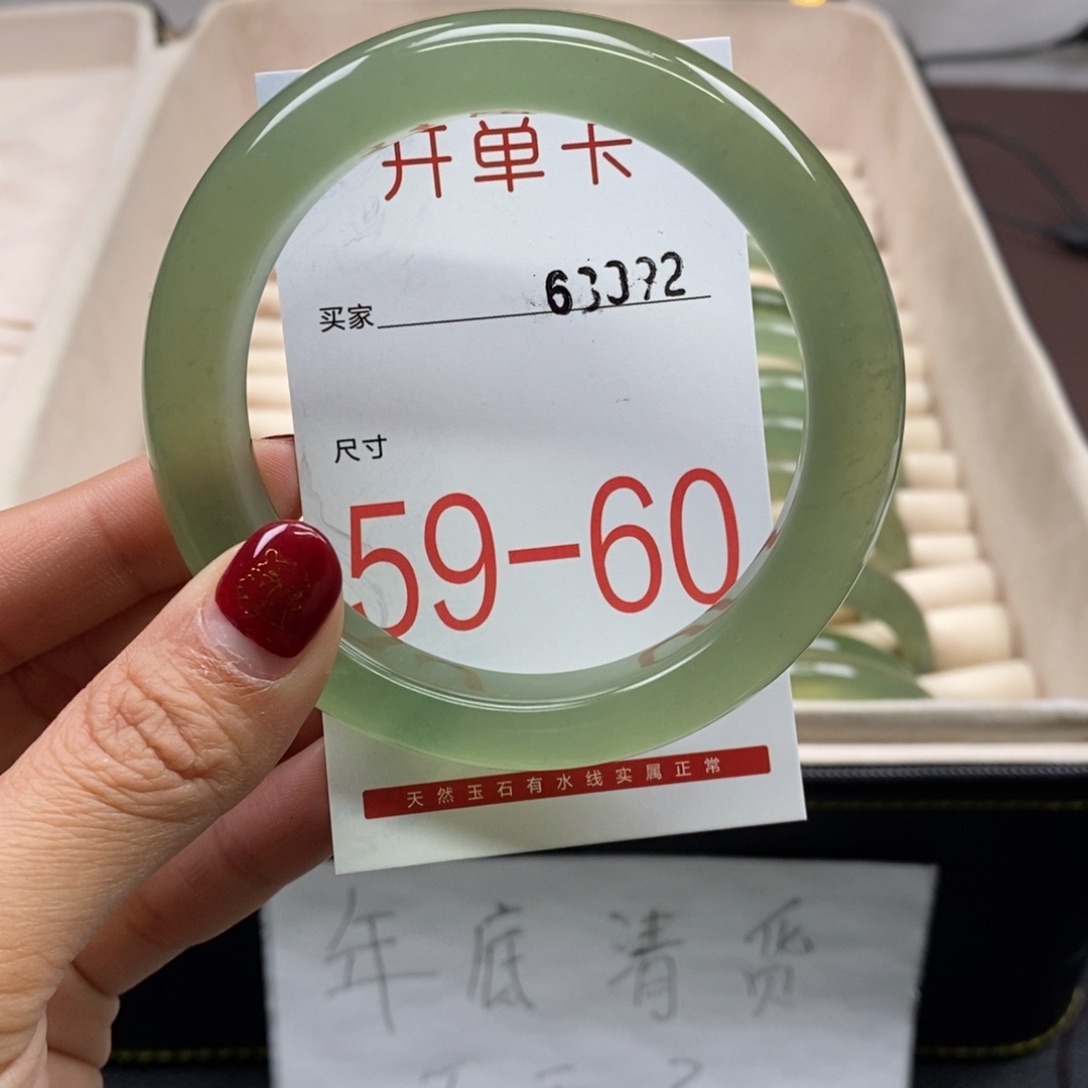 开单卡
买家
尺寸
59-60
天然玉石有水线实属正常
年底清货